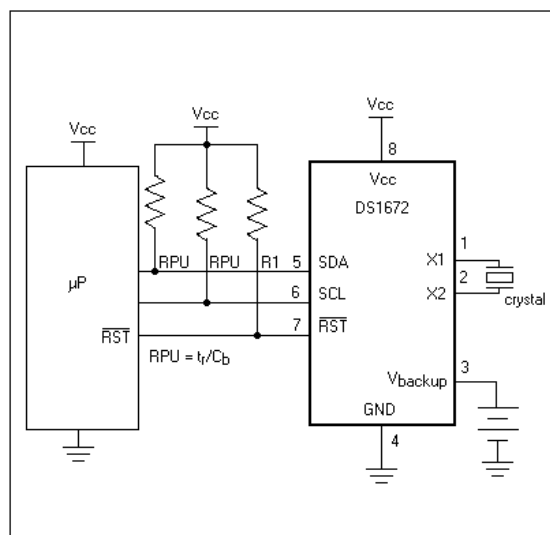 Vcc
Vcc
Vcc
8
Vcc
DS1672
1
RPU
RPU
R1
5
SDA
X1
μP
2
6
SCL
X2
crystal
7
RST
RST
RPU = tr/Cb
3
Vbackup
GND
4